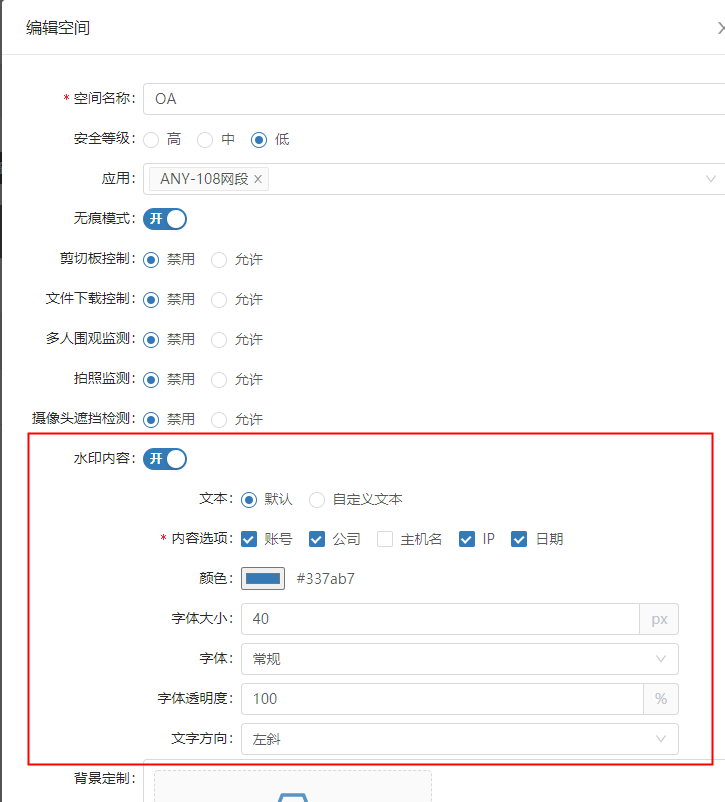 编辑空间
* 空间名称: OA
安全等级: 高 中 低
应用: ANY-108网段 ×
无痕模式: 开
剪切板控制: 禁用 允许
文件下载控制: 禁用 允许
多人围观监测: 禁用 允许
拍照监测: 禁用 允许
摄像头遮挡检测: 禁用 允许
水印内容: 开
文本: 默认 自定义文本
* 内容选项: 账号 公司 主机名 IP 日期
颜色: #337ab7
字体大小: 40 px
字体: 常规
字体透明度: 100 %
文字方向: 左斜
背景定制: